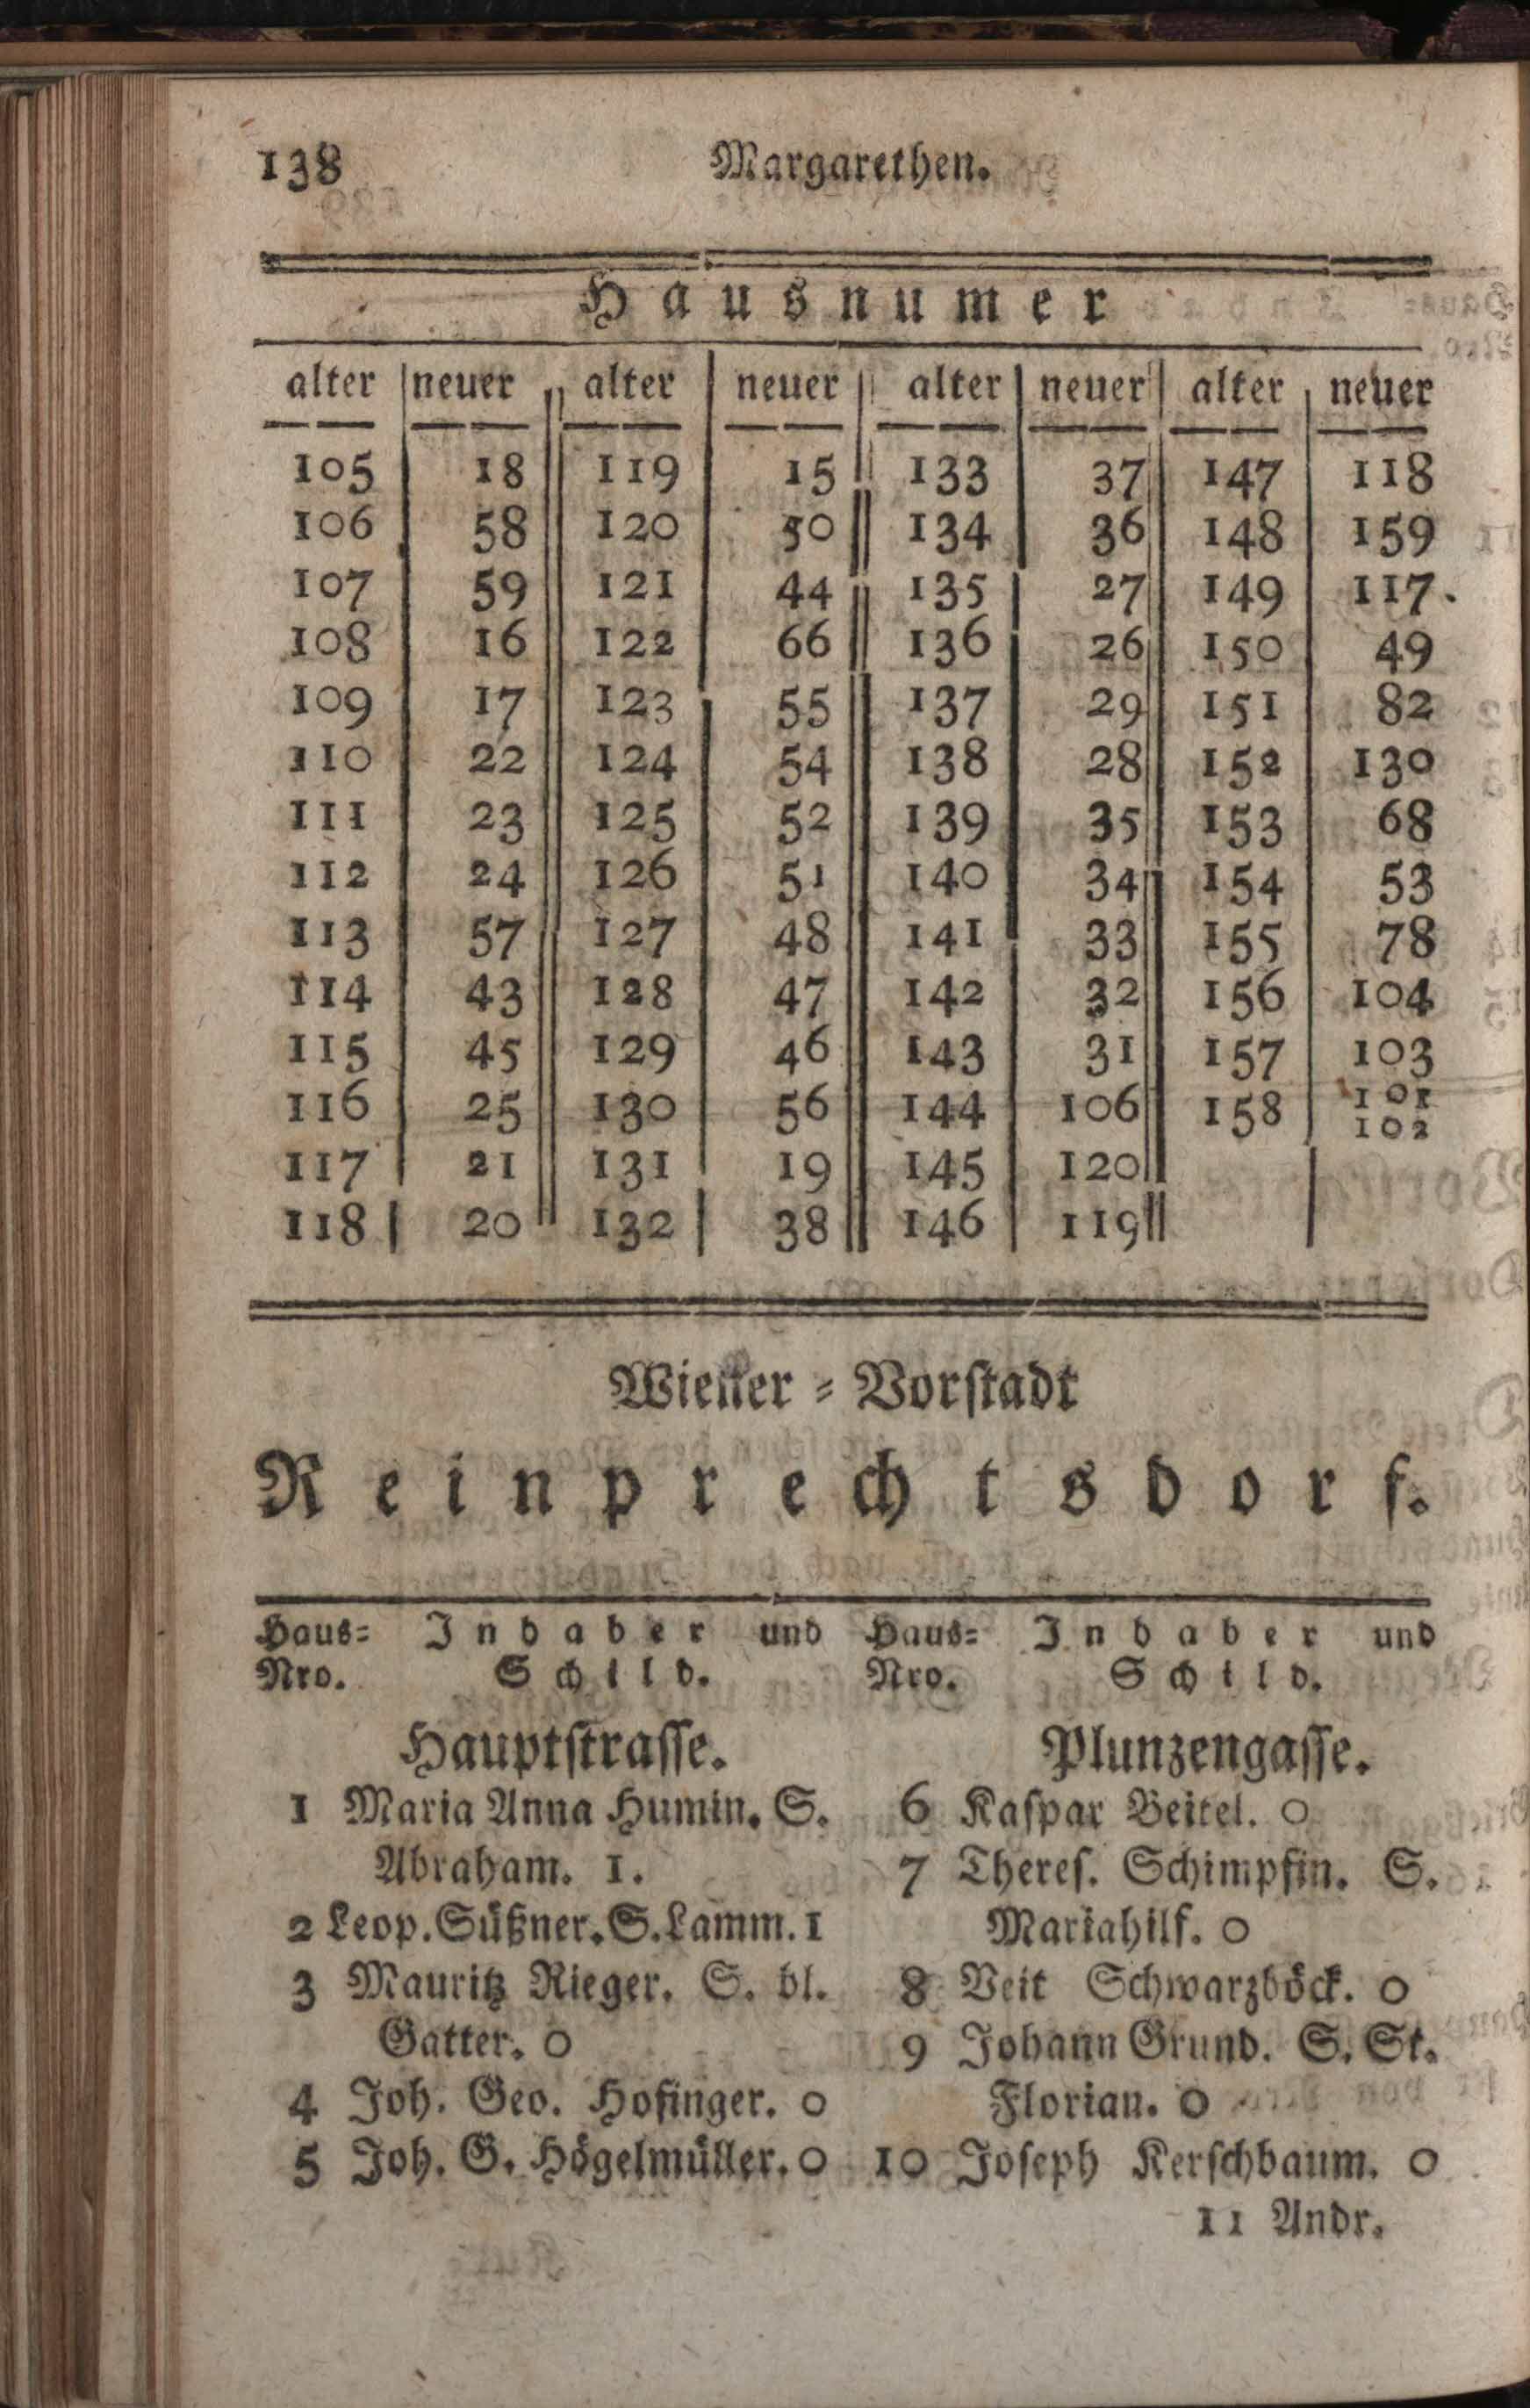 138 Margarethen.
Hausnumer
alter neuer alter neuer alter neuer alter neuer
105 18 119 15 133 37 147 118
106 58 120 50 134 36 148 159
107 59 121 44 135 27 149 117.
108 16 122 66 136 26 150 49
109 17 123 55 137 29 151 82
110 22 124 54 138 28 152 130
111 23 125 52 139 35 153 68
112 24 126 51 140 34 154 53
113 57 127 48 141 33 155 78
114 43 128 47 142 32 156 104
115 45 129 46 143 31 157 103
116 25 130 56 144 106 158 101
102
117 21 131 19 145 120
118 20 132 38 146 119
Wiener-Vorstadt
Reinprechtsdorf.
Haus- Inhaber und
Nro. Schild.
Hauptstrasse.
1 Maria Anna Humin. S.
Abraham. 1.
2 Leop. Süßner. S. Lamm. 1
3 Mauritz Rieger. S. bl.
Gatter. 0
4 Joh. Geo. Hofinger. 0
5 Joh. G. Högelmüller. 0
Haus- Inhaber und
Nro. Schild.
Plunzengasse.
6 Kaspar Beitel. 0
7 Theres. Schimpfin. S.
Mariahilf. 0
8 Veit Schwarzböck. 0
9 Johann Grund. S. St.
Florian. 0
10 Joseph Kerschbaum. 0
11 Andr.